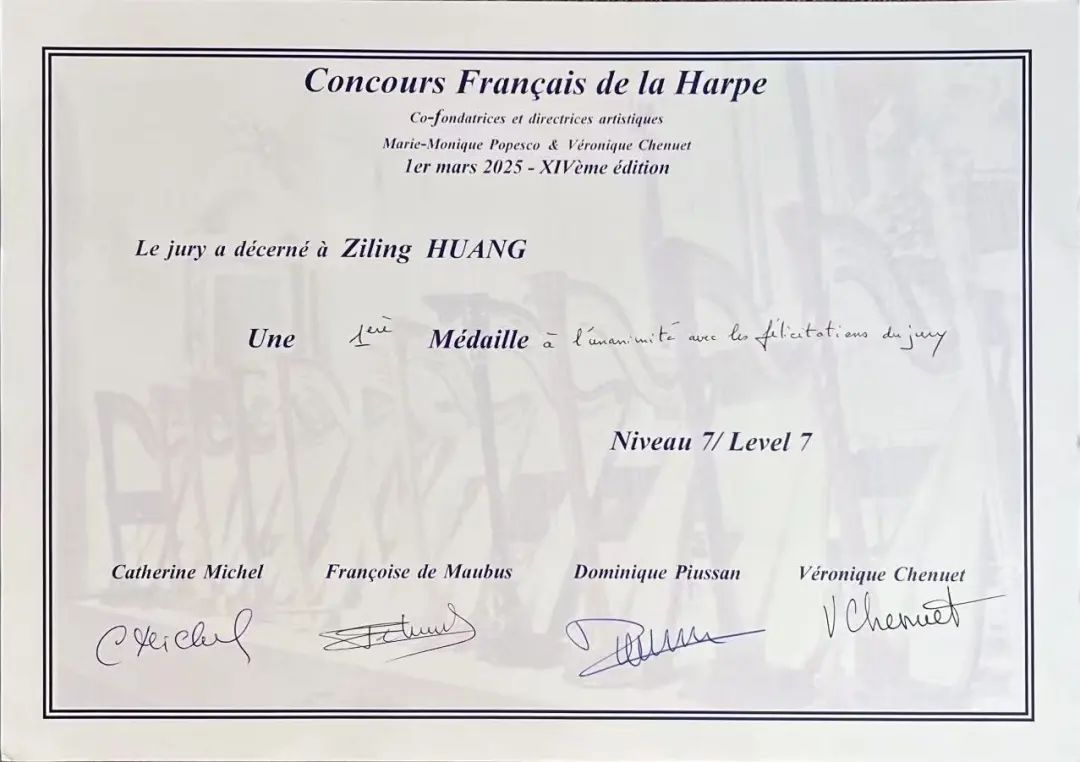 Concours Français de la Harpe
Co-fondatrices et directrices artistiques
Marie-Monique Popesco & Véronique Chenuet
1er mars 2025 - XIVème édition
Le jury a décerné à Ziling HUANG
Une 1erè Médaille à l'unanimité avec les félicitations du jury
Niveau 7/ Level 7
Catherine Michel Françoise de Maubus Dominique Piussan Véronique Chenuet
C Michel V Chenuet